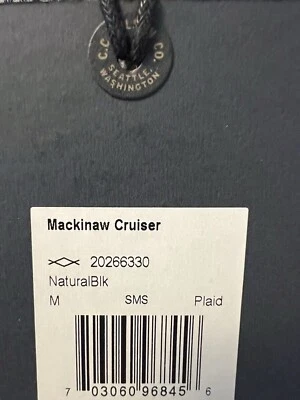 C.C. CO.
SEATTLE,
WASHINGTON
Mackinaw Cruiser
20266330
NaturalBlk
M SMS Plaid
7 03060 96845 6